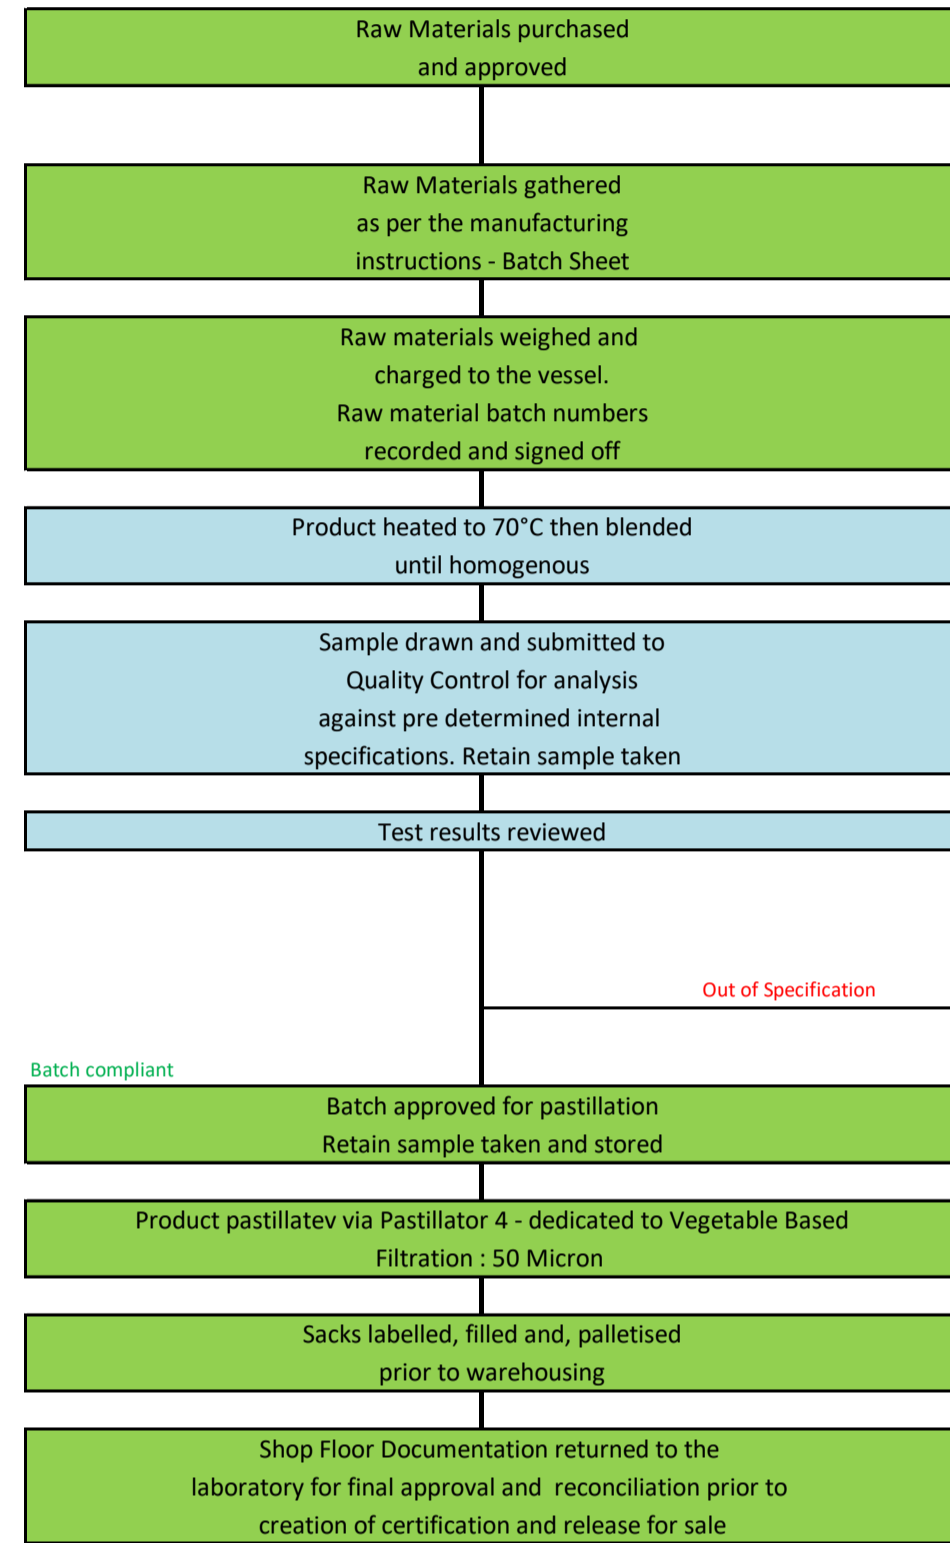 Raw Materials purchased
and approved
Raw Materials gathered
as per the manufacturing
instructions - Batch Sheet
Raw materials weighed and
charged to the vessel.
Raw material batch numbers
recorded and signed off
Product heated to 70°C then blended
until homogenous
Sample drawn and submitted to
Quality Control for analysis
against pre determined internal
specifications. Retain sample taken
Test results reviewed
Out of Specification
Batch compliant
Batch approved for pastillation
Retain sample taken and stored
Product pastillatev via Pastillator 4 - dedicated to Vegetable Based
Filtration : 50 Micron
Sacks labelled, filled and, palletised
prior to warehousing
Shop Floor Documentation returned to the
laboratory for final approval and  reconciliation prior to
creation of certification and release for sale